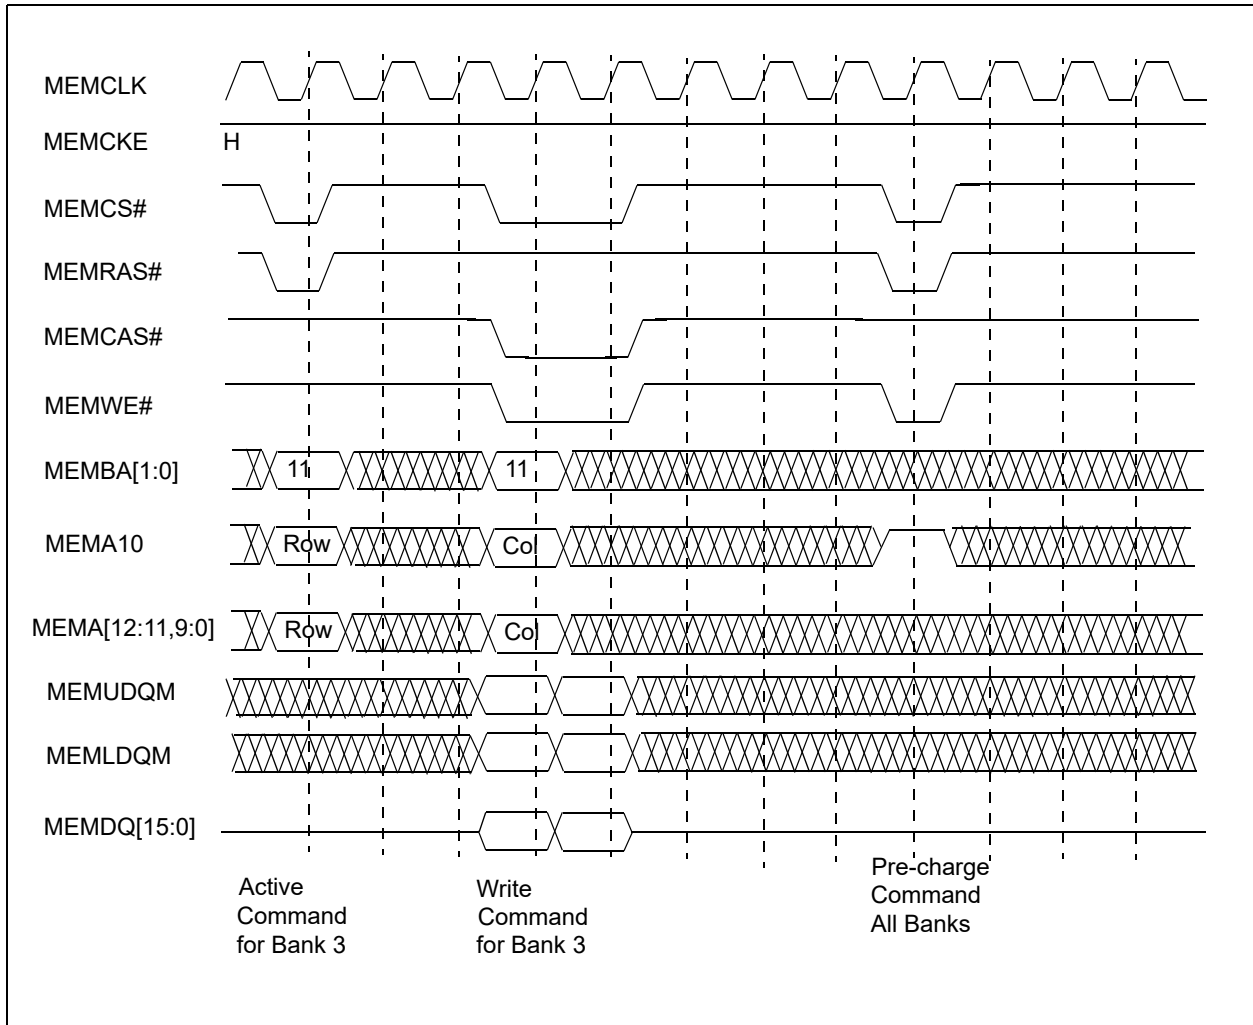 MEMCLK
MEMCKE H
MEMCS#
MEMRAS#
MEMCAS#
MEMWE#
MEMBA[1:0] 11 11
MEMA10 Row Col
MEMA[12:11,9:0] Row Col
MEMUDQM
MEMLDQM
MEMDQ[15:0]
Active
Command
for Bank 3
Write
Command
for Bank 3
Pre-charge
Command
All Banks